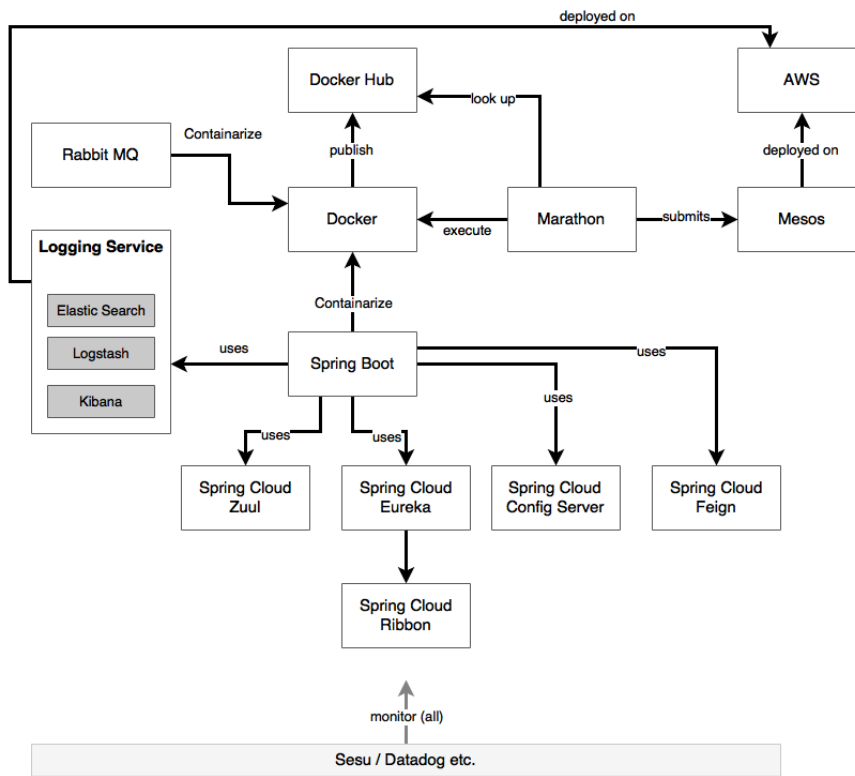 deployed on
Docker Hub
AWS
look up
Containarize
Rabbit MQ
publish
deployed on
Docker
Marathon
Mesos
execute
submits
Logging Service
Elastic Search
Logstash
Kibana
Containarize
uses
Spring Boot
uses
uses
uses
uses
Spring Cloud
Zuul
Spring Cloud
Eureka
Spring Cloud
Config Server
Spring Cloud
Feign
Spring Cloud
Ribbon
monitor (all)
Sesu / Datadog etc.